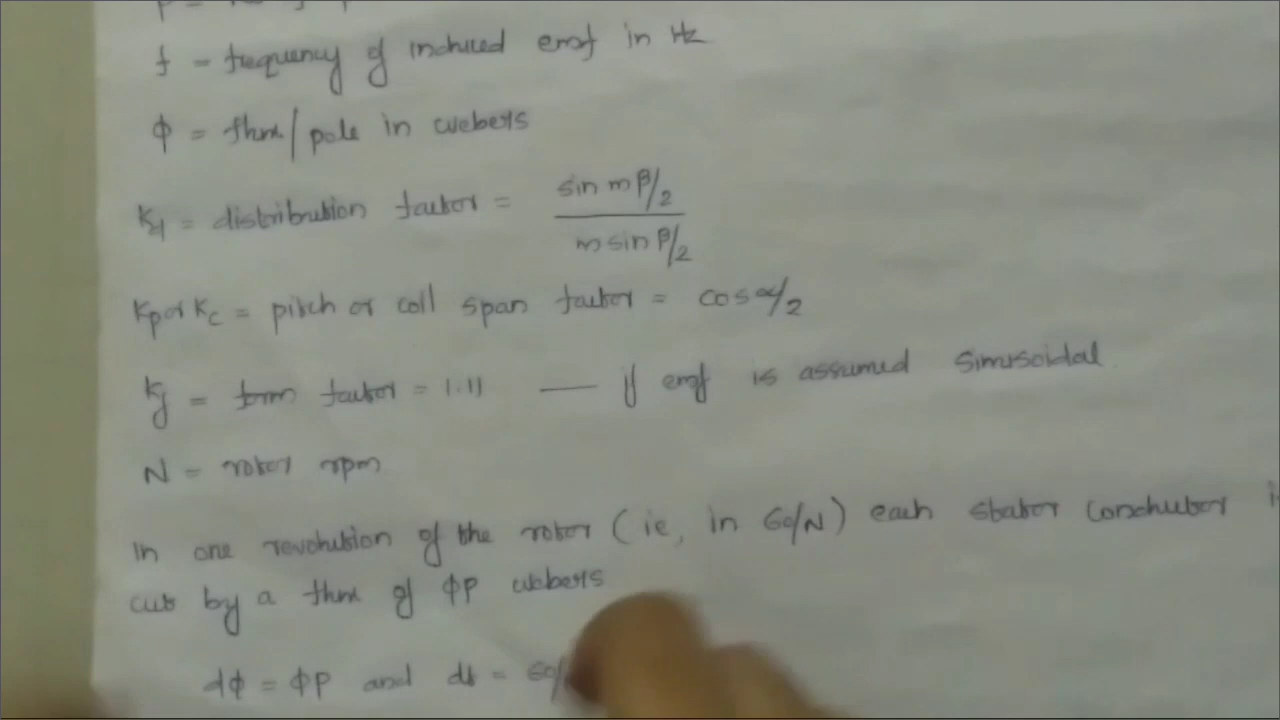 f = frequency of induced emf in Hz
φ = flux/pole in webers
Kd = distribution factor = sin mβ/2 / m sin β/2
Kp or Kc = pitch or coil span factor = cos α/2
Kf = form factor = 1.11 — if emf is assumed sinusoidal
N = rotor rpm
In one revolution of the rotor (ie, in 60/N) each stator conductor
cut by a flux of φP webers
dφ = φP and dt = 60/